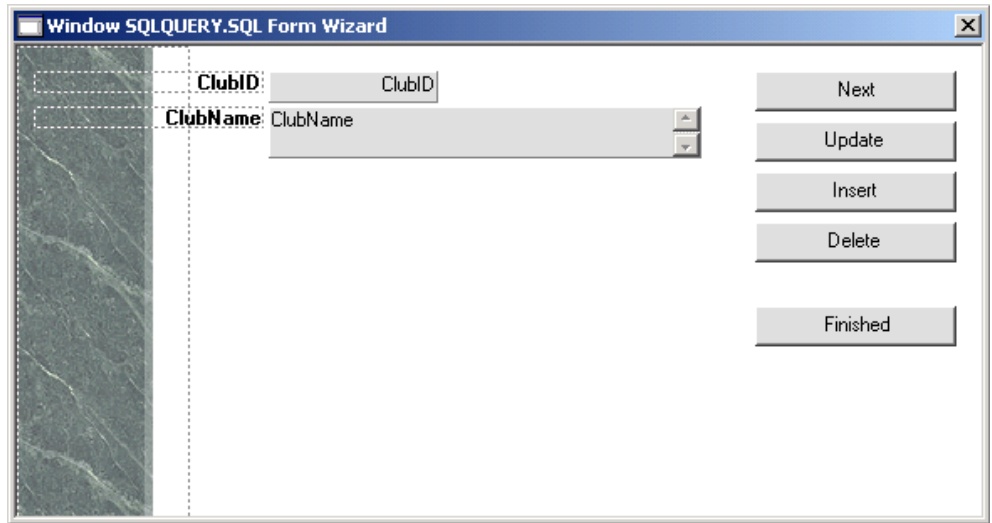 Window SQLQUERY.SQL Form Wizard
ClubID: ClubID
ClubName: ClubName
Next
Update
Insert
Delete
Finished